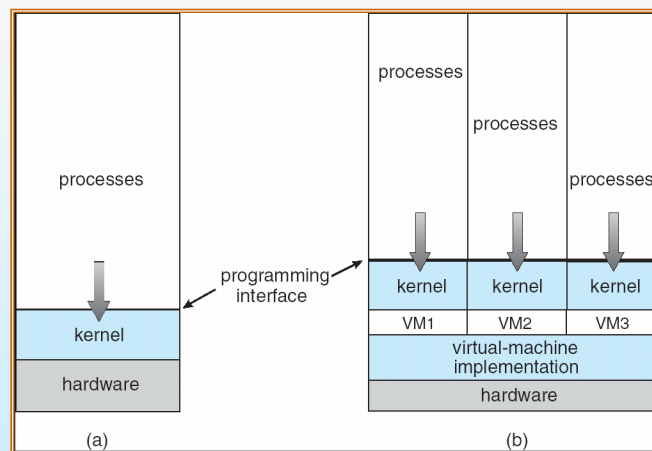 processes
kernel
hardware
(a)
programming
interface
processes
processes
processes
kernel
kernel
kernel
VM1
VM2
VM3
virtual-machine
implementation
hardware
(b)